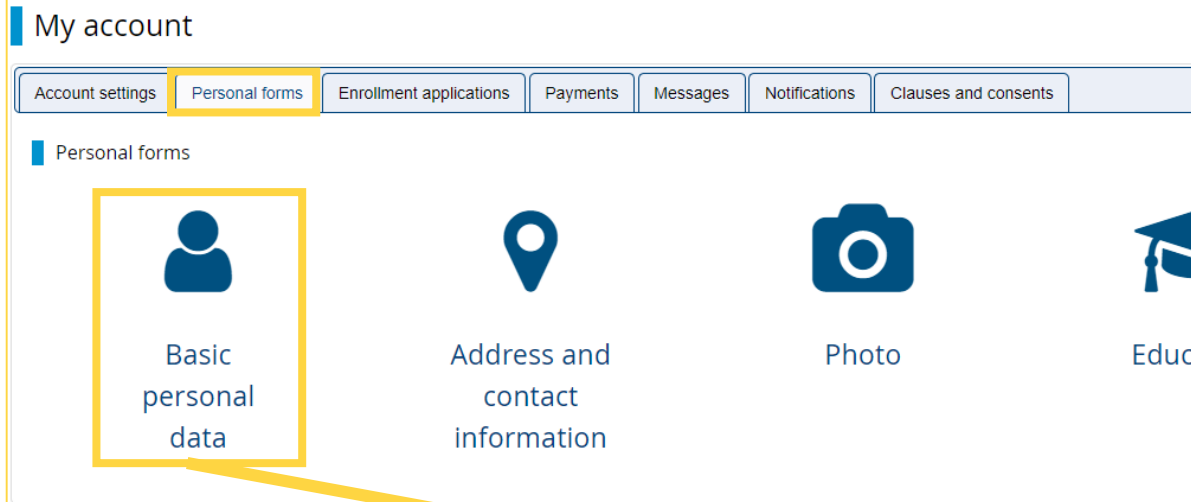 My account
Account settings Personal forms Enrollment applications Payments Messages Notifications Clauses and consents
Personal forms
Basic
personal
data
Address and
contact
information
Photo